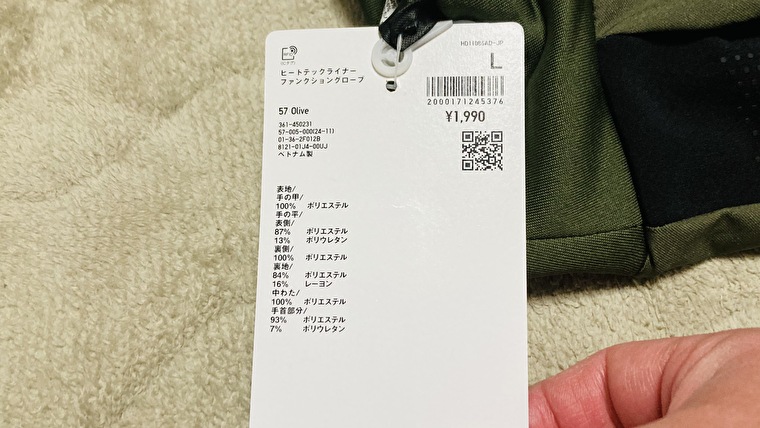 HD1106GAD-JP
ヒートテックライナー
ファンクショングローブ
L
2000171245376
¥1,990
57 Olive
361-450231
57-005-000(24-11)
01-36-2F012B
8121-01J4-00UJ
ベトナム製
表地/
手の甲/
100% ポリエステル
手の平/
表側/
87% ポリエステル
13% ポリウレタン
裏側/
100% ポリエステル
裏地/
84% ポリエステル
16% レーヨン
中わた/
100% ポリエステル
手首部分/
93% ポリエステル
7% ポリウレタン